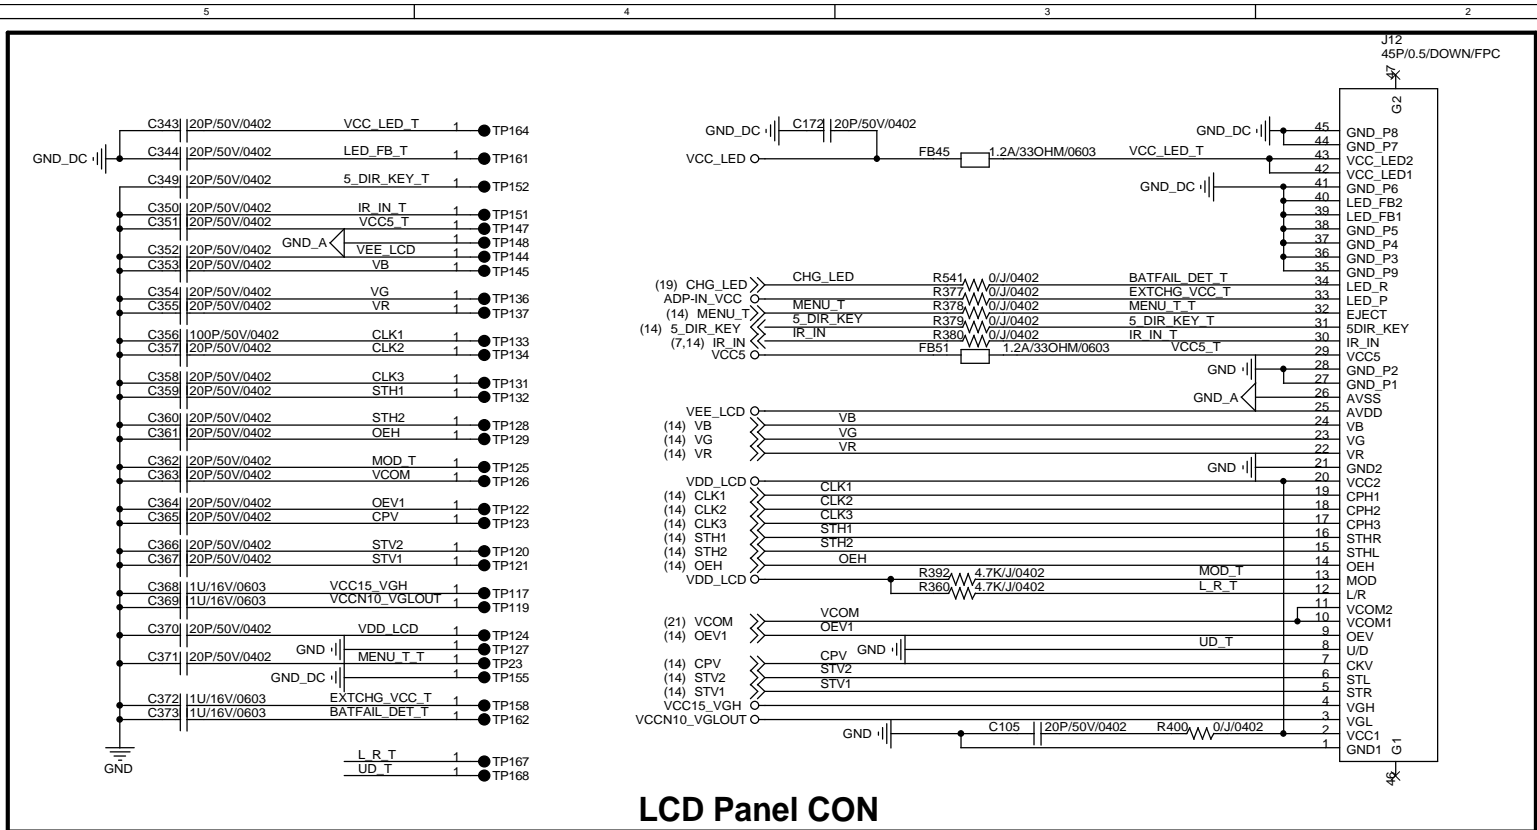 5 4 3 2
J12
45P/0.5/DOWN/FPC
47
G2
C343 20P/50V/0402 VCC_LED_T 1 TP164
GND_DC C344 20P/50V/0402 LED_FB_T 1 TP161
C349 20P/50V/0402 5_DIR_KEY_T 1 TP152
C350 20P/50V/0402 IR_IN_T 1 TP151
C351 20P/50V/0402 VCC5_T 1 TP147
GND_A 1 TP148
C352 20P/50V/0402 VEE_LCD 1 TP144
C353 20P/50V/0402 VB 1 TP145
C354 20P/50V/0402 VG 1 TP136
C355 20P/50V/0402 VR 1 TP137
C356 100P/50V/0402 CLK1 1 TP133
C357 20P/50V/0402 CLK2 1 TP134
C358 20P/50V/0402 CLK3 1 TP131
C359 20P/50V/0402 STH1 1 TP132
C360 20P/50V/0402 STH2 1 TP128
C361 20P/50V/0402 OEH 1 TP129
C362 20P/50V/0402 MOD_T 1 TP125
C363 20P/50V/0402 VCOM 1 TP126
C364 20P/50V/0402 OEV1 1 TP122
C365 20P/50V/0402 CPV 1 TP123
C366 20P/50V/0402 STV2 1 TP120
C367 20P/50V/0402 STV1 1 TP121
C368 1U/16V/0603 VCC15_VGH 1 TP117
C369 1U/16V/0603 VCCN10_VGLOUT 1 TP119
C370 20P/50V/0402 VDD_LCD 1 TP124
GND 1 TP127
C371 20P/50V/0402 MENU_T_T 1 TP23
GND_DC 1 TP155
C372 1U/16V/0603 EXTCHG_VCC_T 1 TP158
C373 1U/16V/0603 BATFAIL_DET_T 1 TP162
GND
L_R_T 1 TP167
UD_T 1 TP168
GND_DC C172 20P/50V/0402 GND_DC 45 GND_P8
44 GND_P7
VCC_LED FB45 1.2A/33OHM/0603 VCC_LED_T 43 VCC_LED2
42 VCC_LED1
GND_DC 41 GND_P6
40 LED_FB2
39 LED_FB1
38 GND_P5
37 GND_P4
36 GND_P3
35 GND_P9
(19) CHG_LED CHG_LED R541 0/J/0402 BATFAIL_DET_T 34 LED_R
ADP-IN_VCC R377 0/J/0402 EXTCHG_VCC_T 33 LED_P
(14) MENU_T MENU_T R378 0/J/0402 MENU_T_T 32 EJECT
(14) 5_DIR_KEY 5_DIR_KEY R379 0/J/0402 5_DIR_KEY_T 31 5DIR_KEY
(7,14) IR_IN IR_IN R380 0/J/0402 IR_IN_T 30 IR_IN
VCC5 FB51 1.2A/33OHM/0603 VCC5_T 29 VCC5
GND 28 GND_P2
27 GND_P1
GND_A 26 AVSS
VEE_LCD 25 AVDD
(14) VB VB 24 VB
(14) VG VG 23 VG
(14) VR VR 22 VR
GND 21 GND2
VDD_LCD 20 VCC2
(14) CLK1 CLK1 19 CPH1
(14) CLK2 CLK2 18 CPH2
(14) CLK3 CLK3 17 CPH3
(14) STH1 STH1 16 STHR
(14) STH2 STH2 15 STHL
(14) OEH OEH 14 OEH
VDD_LCD R392 4.7K/J/0402 MOD_T 13 MOD
R360 4.7K/J/0402 L_R_T 12 L/R
11 VCOM2
(21) VCOM VCOM 10 VCOM1
(14) OEV1 OEV1 9 OEV
GND UD_T 8 U/D
(14) CPV CPV 7 CKV
(14) STV2 STV2 6 STL
(14) STV1 STV1 5 STR
VCC15_VGH 4 VGH
VCCN10_VGLOUT 3 VGL
GND C105 20P/50V/0402 R400 0/J/0402 2 VCC1
1 GND1
G1
46
LCD Panel CON